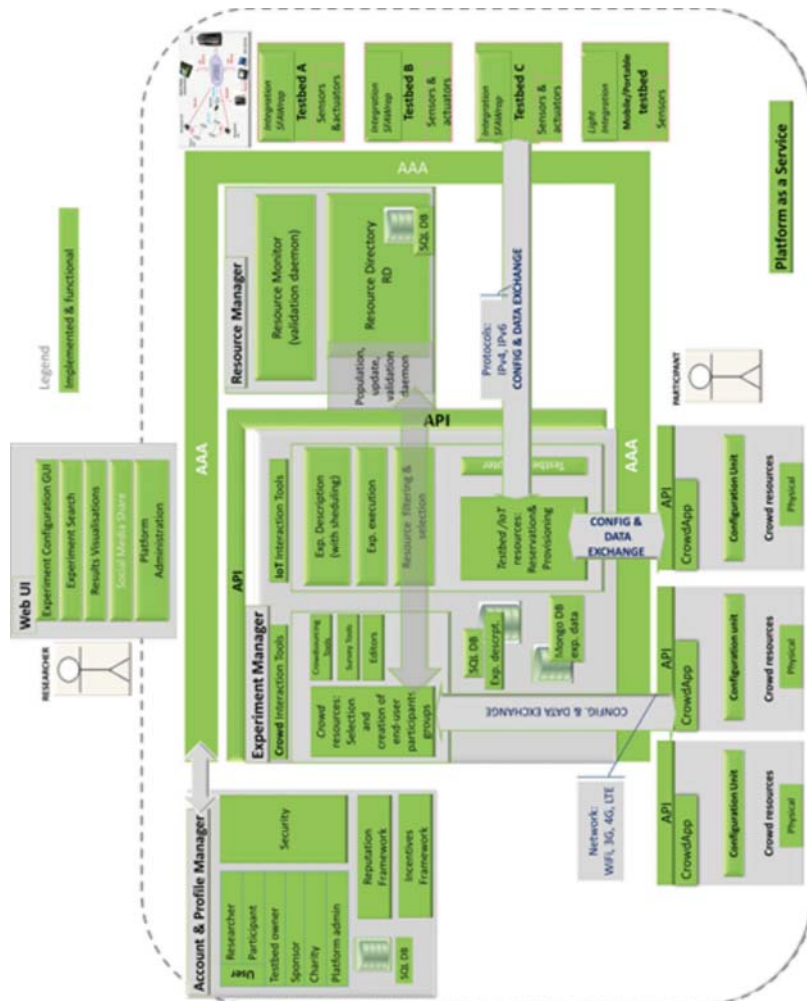 Legend
Implemented & functional
Web UI
Experiment Configuration GUI
Experiment Search
Results Visualisations
Social Media Share
Platform
Administration
RESEARCHER
Account & Profile Manager
User
Researcher
Participant
Testbed owner
Sponsor
Charity
Platform admin
Security
SQL DB
Reputation
Framework
Incentives
Framework
AAA
API
Experiment Manager
Crowd Interaction Tools
Crowd
resources:
Selection
and
creation of
end-user
participants
groups
Crowdsourcing
Tools
Survey Tools
Editors
SQL DB
Exp. descrpt.
Mongo DB
exp. data
IoT Interaction Tools
Exp. Description
(with sheduling)
Exp. execution
Resource filtering &
selection
Testbed /IoT
resources:
Reservation&
Provisioning
API
Resource Manager
Resource Monitor
(validation daemon)
Resource Directory
RD
SQL DB
Population,
update,
validation
daemon
AAA
Protocols:
IPv4, IPv6
CONFIG & DATA EXCHANGE
Integration
SFAWrap
Testbed A
Sensors
&actuators
Integration
SFAWrap
Testbed B
Sensors &
actuators
Integration
SFAWrap
Testbed C
Sensors &
actuators
Light
Integration
Mobile/Portable
testbed
Sensors
AAA
CONFIG. & DATA EXCHANGE
CONFIG &
DATA
EXCHANGE
Network:
WiFi, 3G, 4G, LTE
API
CrowdApp
Configuration Unit
Crowd resources
Physical
API
CrowdApp
Configuration unit
Crowd resources
Physical
API
CrowdApp
Configuration Unit
Crowd resources
Physical
PARTICIPANT
Platform as a Service